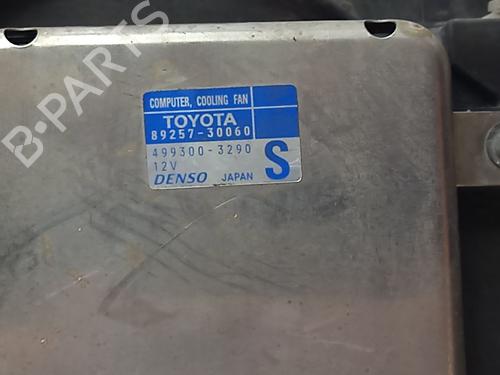 COMPUTER, COOLING FAN
TOYOTA
89257-30060
499300-3290
12V
DENSO JAPAN
S
B-PARTS